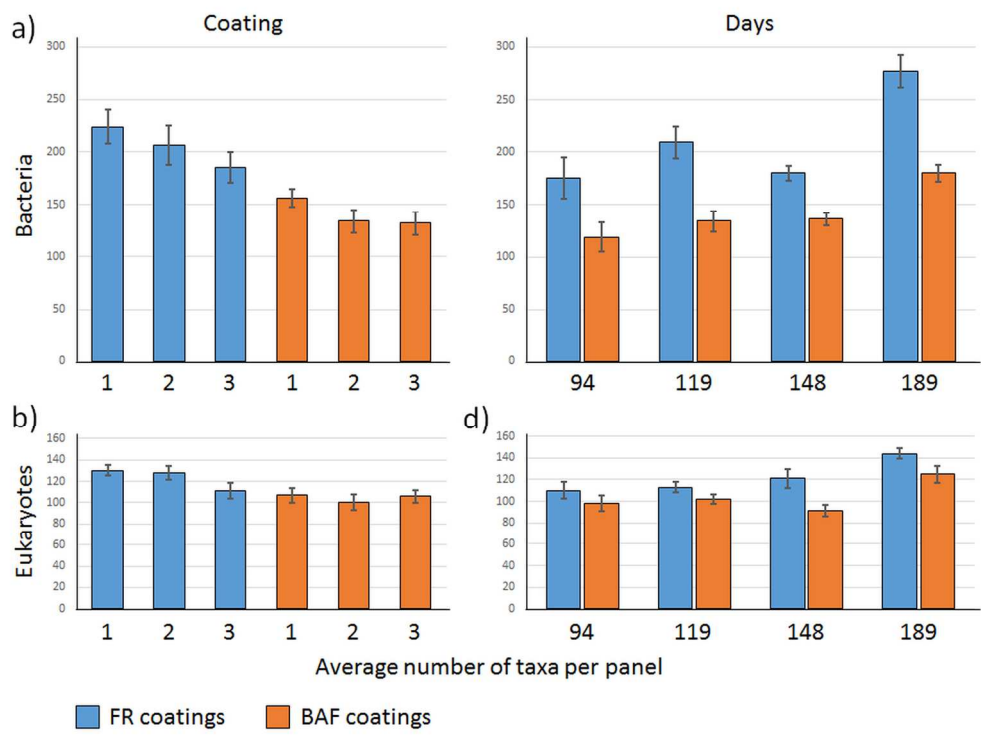 a)
Coating
Days
Bacteria
300
250
200
150
100
50
0
1 2 3 1 2 3
300
250
200
150
100
50
0
94 119 148 189
b)
Eukaryotes
160
140
120
100
80
60
40
20
0
1 2 3 1 2 3
d)
160
140
120
100
80
60
40
20
0
94 119 148 189
Average number of taxa per panel
FR coatings BAF coatings